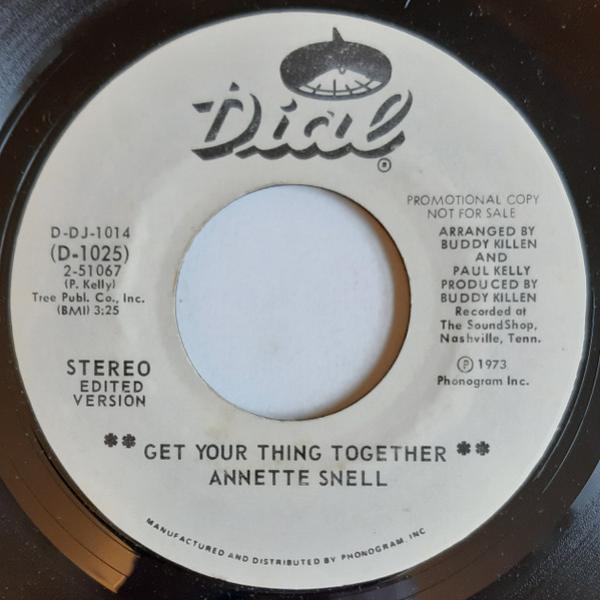 Dial
®
D-DJ-1014
(D-1025)
2-51067
(P. Kelly)
Tree Publ. Co., Inc.
(BMI) 3:25
STEREO
EDITED
VERSION
PROMOTIONAL COPY
NOT FOR SALE
ARRANGED BY
BUDDY KILLEN
AND
PAUL KELLY
PRODUCED BY
BUDDY KILLEN
Recorded at
The SoundShop,
Nashville, Tenn.
℗ 1973
Phonogram Inc.
** GET YOUR THING TOGETHER **
ANNETTE SNELL
MANUFACTURED AND DISTRIBUTED BY PHONOGRAM, INC